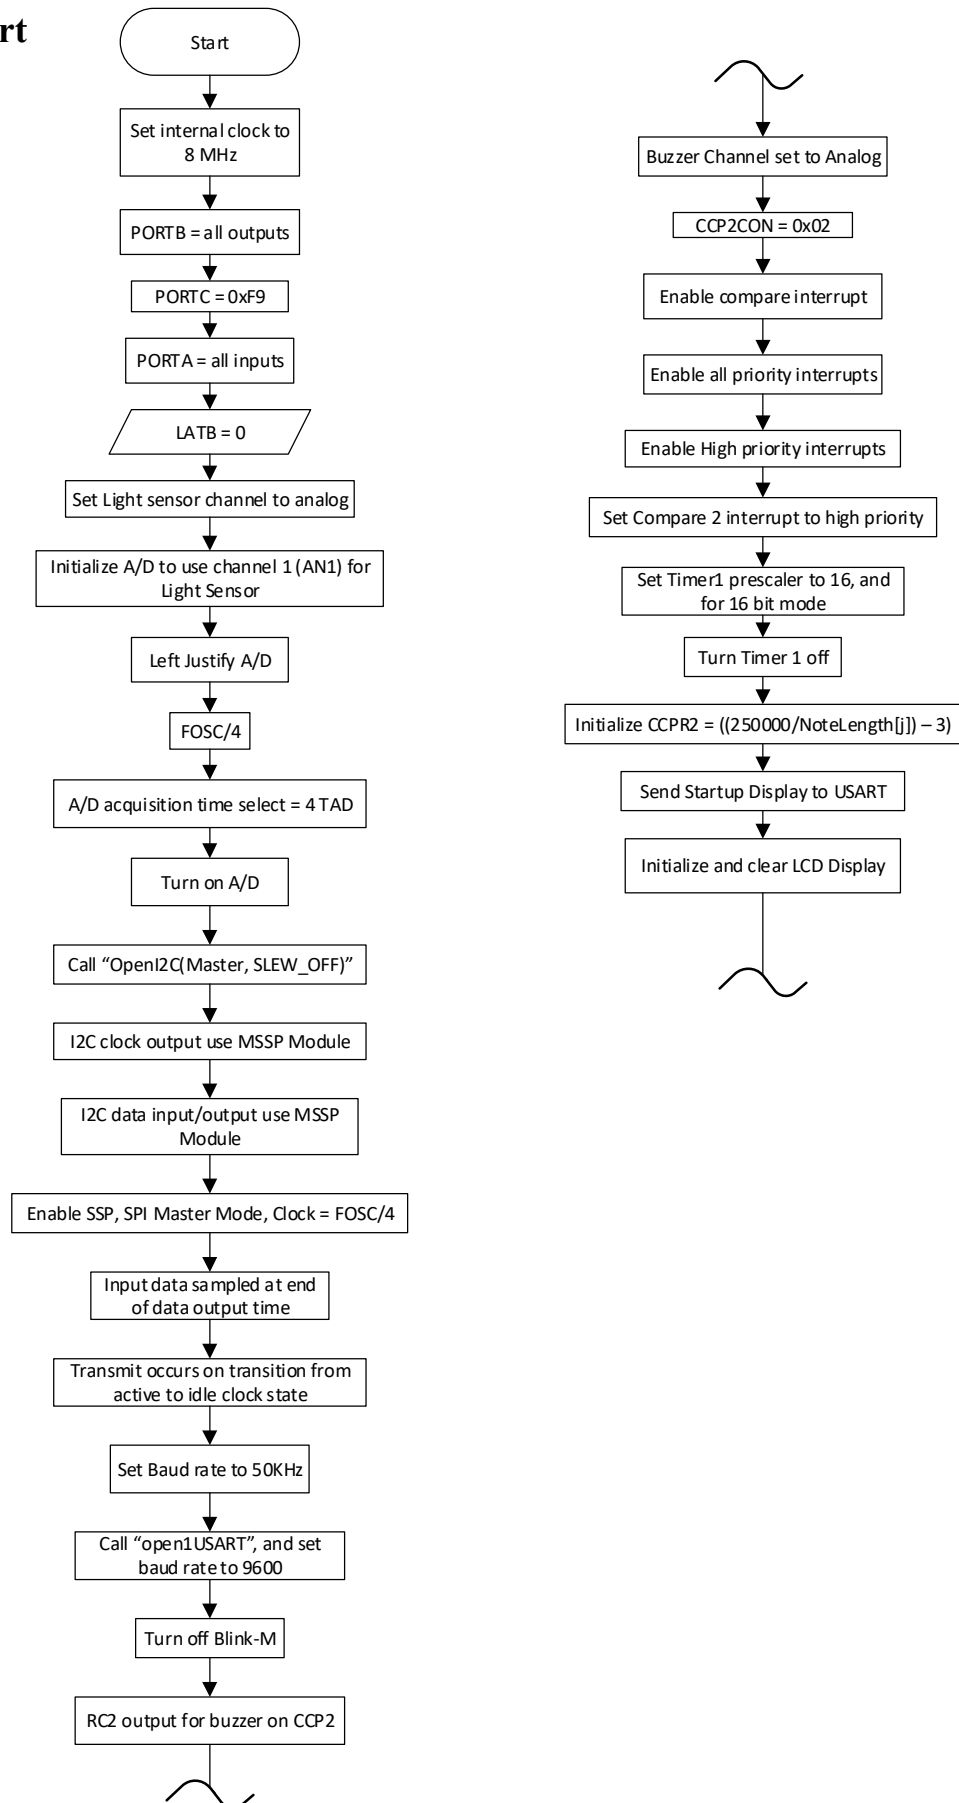 rt
Start
Set internal clock to
8 MHz
PORTB = all outputs
PORTC = 0xF9
PORTA = all inputs
LATB = 0
Set Light sensor channel to analog
Initialize A/D to use channel 1 (AN1) for
Light Sensor
Left Justify A/D
FOSC/4
A/D acquisition time select = 4 TAD
Turn on A/D
Call “OpenI2C(Master, SLEW_OFF)”
I2C clock output use MSSP Module
I2C data input/output use MSSP
Module
Enable SSP, SPI Master Mode, Clock = FOSC/4
Input data sampled at end
of data output time
Transmit occurs on transition from
active to idle clock state
Set Baud rate to 50KHz
Call “open1USART”, and set
baud rate to 9600
Turn off Blink-M
RC2 output for buzzer on CCP2
Buzzer Channel set to Analog
CCP2CON = 0x02
Enable compare interrupt
Enable all priority interrupts
Enable High priority interrupts
Set Compare 2 interrupt to high priority
Set Timer1 prescaler to 16, and
for 16 bit mode
Turn Timer 1 off
Initialize CCPR2 = ((250000/NoteLength[j]) – 3)
Send Startup Display to USART
Initialize and clear LCD Display